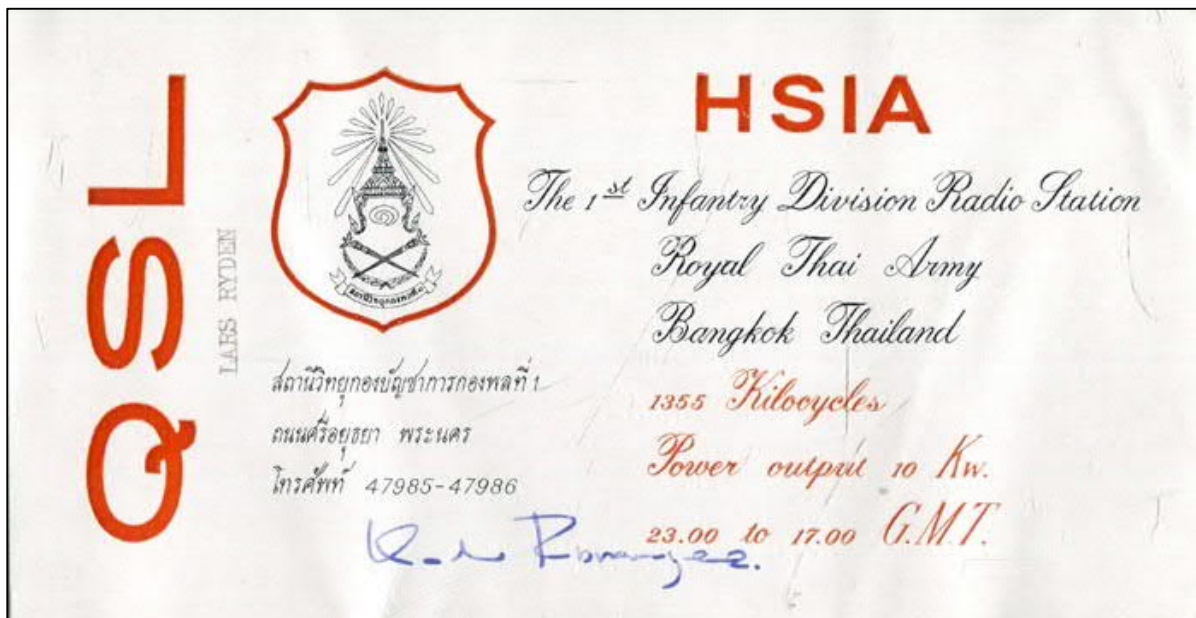 QSL
LARS RYDEN
HSIA
The 1st Infantry Division Radio Station
Royal Thai Army
Bangkok Thailand
1355 Kilocycles
Power output 10 Kw.
23.00 to 17.00 G.M.T.
สถานีวิทยุกองบัญชาการกองพลที่ 1
ถนนศรีอยุธยา พระนคร
โทรศัพท์ 47985-47986